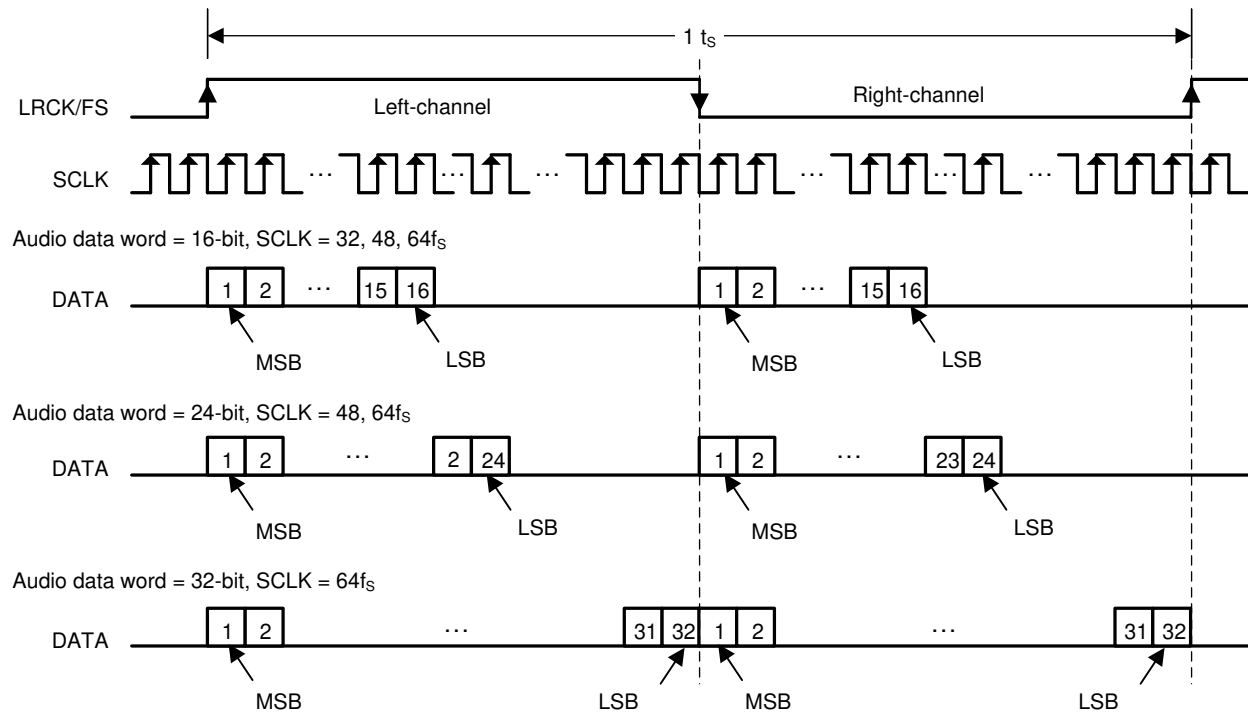 1 tS
LRCK/FS
Left-channel
Right-channel
SCLK
... ... ... ... ... ...
Audio data word = 16-bit, SCLK = 32, 48, 64fS
DATA 1 2 ... 15 16 1 2 ... 15 16
MSB LSB MSB LSB
Audio data word = 24-bit, SCLK = 48, 64fS
DATA 1 2 ... 2 24 1 2 ... 23 24
MSB LSB MSB LSB
Audio data word = 32-bit, SCLK = 64fS
DATA 1 2 ... 31 32 1 2 ... 31 32
MSB LSB MSB LSB